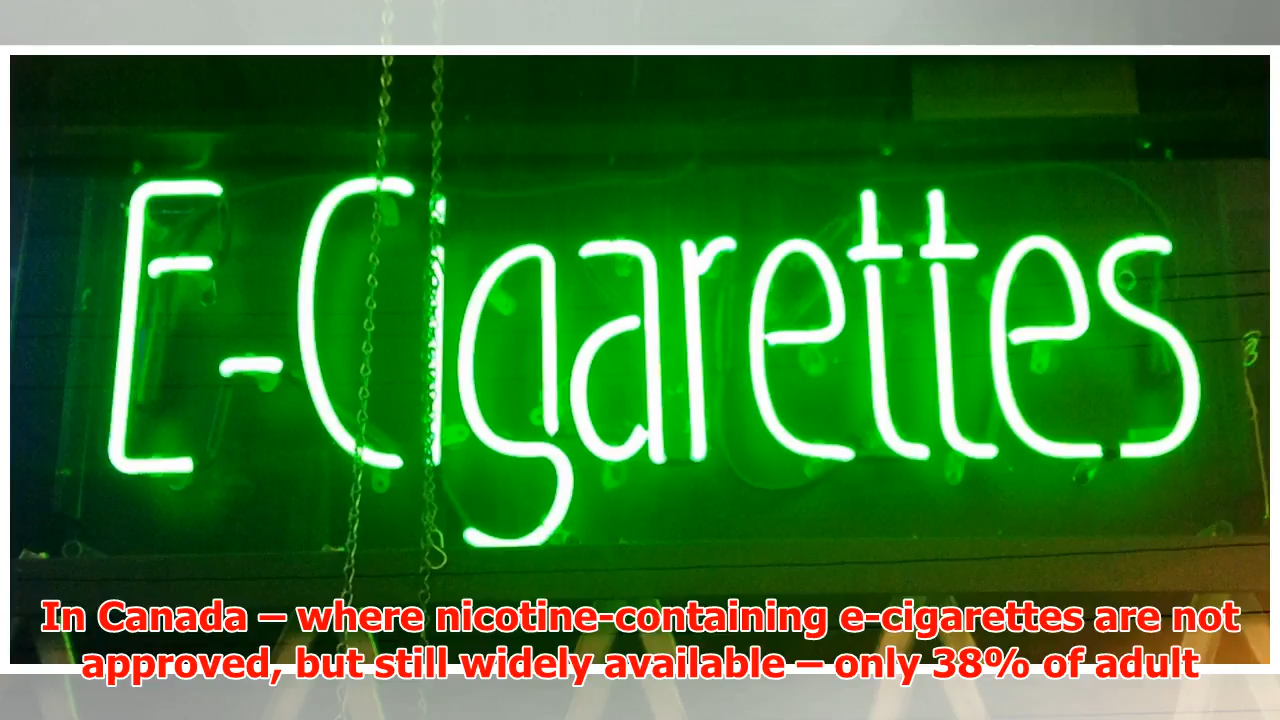 E-Cigarettes
In Canada – where nicotine-containing e-cigarettes are not
approved, but still widely available – only 38% of adult